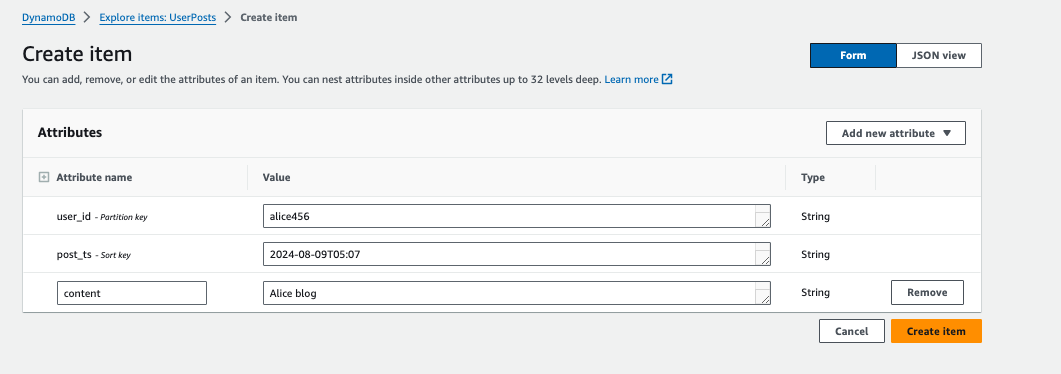 DynamoDB > Explore items: UserPosts > Create item
Create item
Form JSON view
You can add, remove, or edit the attributes of an item. You can nest attributes inside other attributes up to 32 levels deep. Learn more
Attributes
Add new attribute
Attribute name Value Type
user_id - Partition key alice456 String
post_ts - Sort key 2024-08-09T05:07 String
content Alice blog String Remove
Cancel Create item